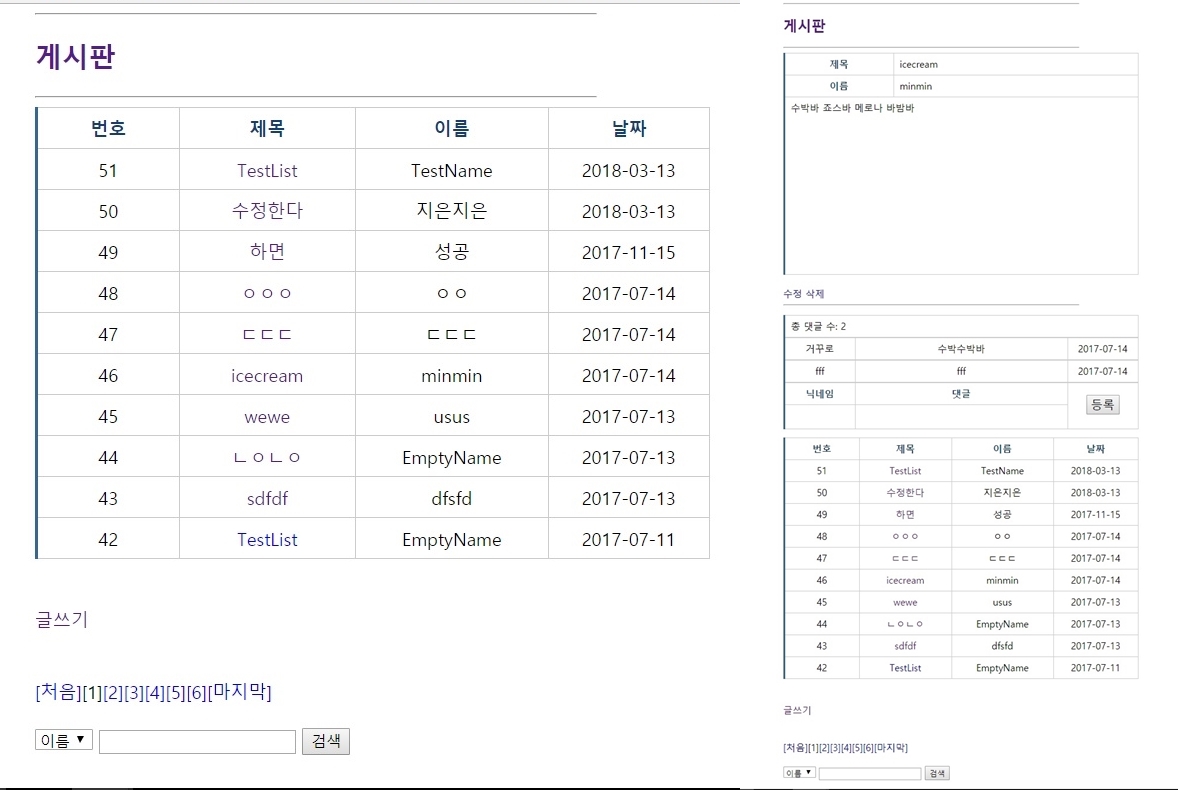 게시판
번호 제목 이름 날짜
51 TestList TestName 2018-03-13
50 수정한다 지은지은 2018-03-13
49 하면 성공 2017-11-15
48 ㅇㅇㅇ ㅇㅇ 2017-07-14
47 ㄷㄷㄷ ㄷㄷㄷ 2017-07-14
46 icecream minmin 2017-07-14
45 wewe usus 2017-07-13
44 ㄴㅇㄴㅇ EmptyName 2017-07-13
43 sdfdf dfsfd 2017-07-13
42 TestList EmptyName 2017-07-11
글쓰기
[처음][1][2][3][4][5][6][마지막]
이름 ▼ 검색
게시판
제목 icecream
이름 minmin
수박바 죠스바 메로나 바밤바
수정 삭제
총 댓글 수: 2
거꾸로 수박수박바 2017-07-14
fff fff 2017-07-14
닉네임 댓글
등록
번호 제목 이름 날짜
51 TestList TestName 2018-03-13
50 수정한다 지은지은 2018-03-13
49 하면 성공 2017-11-15
48 ㅇㅇㅇ ㅇㅇ 2017-07-14
47 ㄷㄷㄷ ㄷㄷㄷ 2017-07-14
46 icecream minmin 2017-07-14
45 wewe usus 2017-07-13
44 ㄴㅇㄴㅇ EmptyName 2017-07-13
43 sdfdf dfsfd 2017-07-13
42 TestList EmptyName 2017-07-11
글쓰기
[처음][1][2][3][4][5][6][마지막]
이름 ▼ 검색